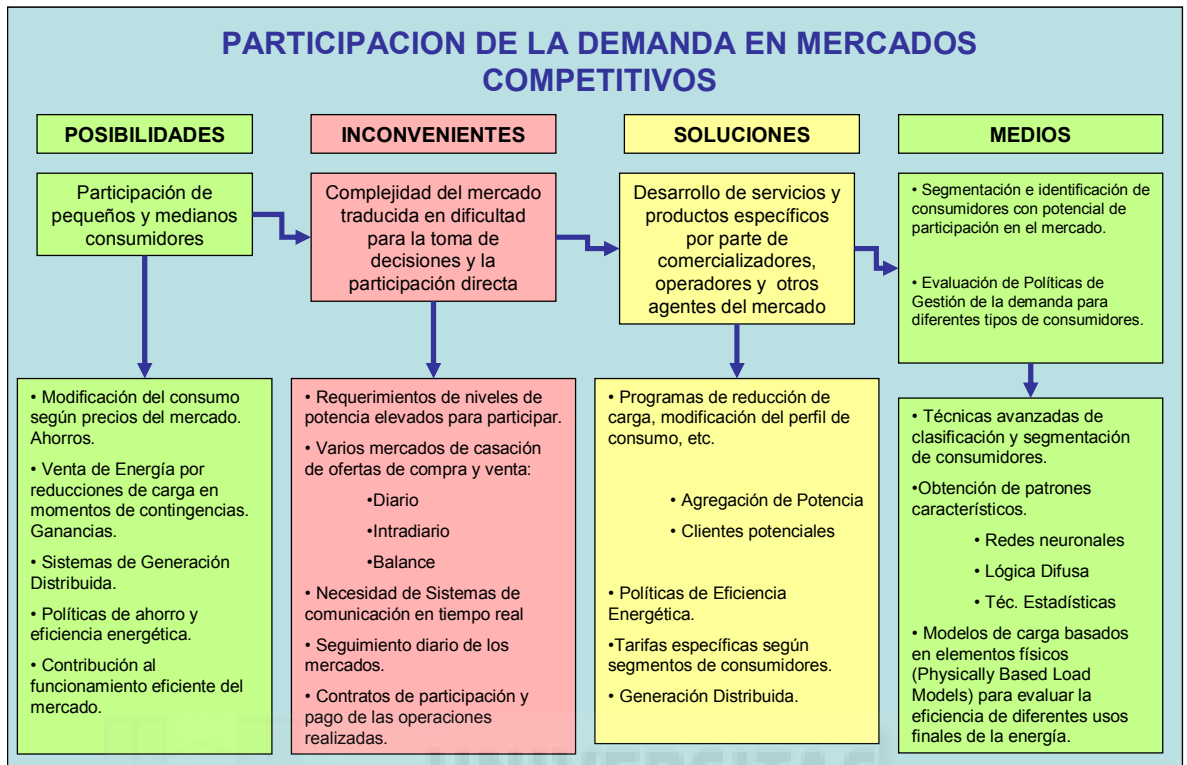 PARTICIPACION DE LA DEMANDA EN MERCADOS
COMPETITIVOS
POSIBILIDADES
Participación de
pequeños y medianos
consumidores
• Modificación del consumo
según precios del mercado.
Ahorros.
• Venta de Energía por
reducciones de carga en
momentos de contingencias.
Ganancias.
• Sistemas de Generación
Distribuida.
• Políticas de ahorro y
eficiencia energética.
• Contribución al
funcionamiento eficiente del
mercado.
INCONVENIENTES
Complejidad del mercado
traducida en dificultad
para la toma de
decisiones y la
participación directa
• Requerimientos de niveles de
potencia elevados para participar.
• Varios mercados de casación
de ofertas de compra y venta:
•Diario
•Intradiario
•Balance
• Necesidad de Sistemas de
comunicación en tiempo real
• Seguimiento diario de los
mercados.
• Contratos de participación y
pago de las operaciones
realizadas.
SOLUCIONES
Desarrollo de servicios y
productos específicos
por parte de
comercializadores,
operadores y otros
agentes del mercado
• Programas de reducción de
carga, modificación del perfil de
consumo, etc.
• Agregación de Potencia
• Clientes potenciales
• Políticas de Eficiencia
Energética.
•Tarifas específicas según
segmentos de consumidores.
• Generación Distribuida.
MEDIOS
• Segmentación e identificación de
consumidores con potencial de
participación en el mercado.
• Evaluación de Políticas de
Gestión de la demanda para
diferentes tipos de consumidores.
• Técnicas avanzadas de
clasificación y segmentación
de consumidores.
•Obtención de patrones
característicos.
• Redes neuronales
• Lógica Difusa
• Téc. Estadísticas
• Modelos de carga basados
en elementos físicos
(Physically Based Load
Models) para evaluar la
eficiencia de diferentes usos
finales de la energía.